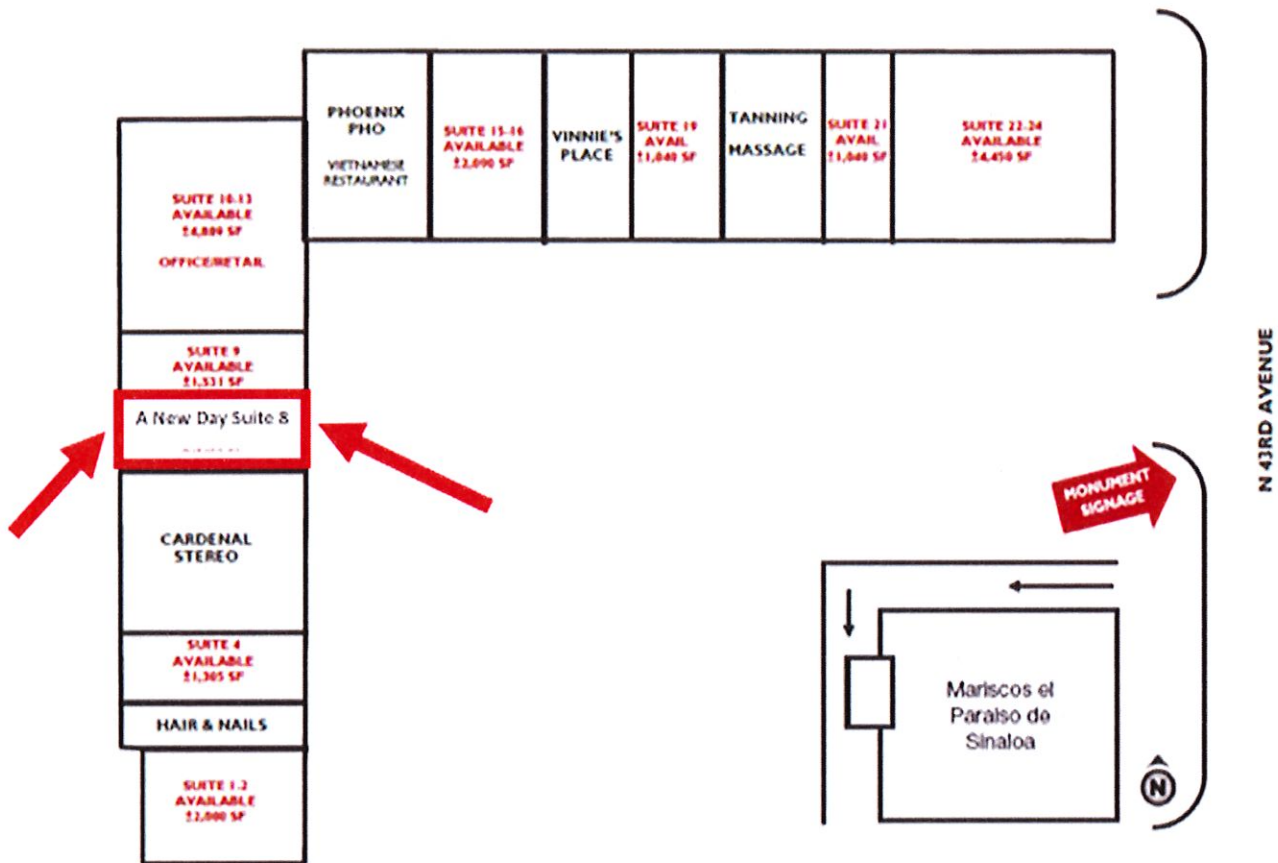 PHOENIX
PHO
VIETNAMESE
RESTAURANT
SUITE 15-16
AVAILABLE
±2,090 SF
VINNIE'S
PLACE
SUITE 19
AVAIL
±1,040 SF
TANNING
MASSAGE
SUITE 21
AVAIL
±1,040 SF
SUITE 22-24
AVAILABLE
±4,450 SF
SUITE 10-13
AVAILABLE
SF
OFFICE/RETAIL
SUITE 9
AVAILABLE
±1,331 SF
A New Day Suite 8
CARDENAL
STEREO
SUITE 4
AVAILABLE
±1,305 SF
HAIR & NAILS
SUITE 1-2
AVAILABLE
±2,000 SF
N 43RD AVENUE
MONUMENT
SIGNAGE
Mariscos el
Paraiso de
Sinaloa
N